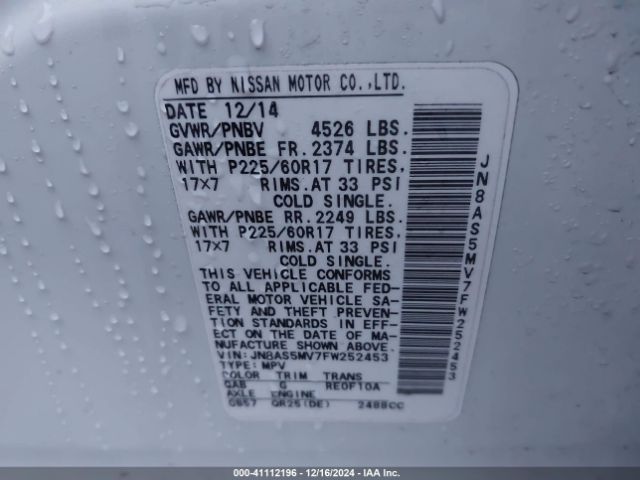 MFD BY NISSAN MOTOR CO.,LTD.
DATE 12/14
GVWR/PNBV 4526 LBS.
GAWR/PNBE FR. 2374 LBS.
WITH P225/60R17 TIRES,
17X7 RIMS.AT 33 PSI
COLD SINGLE.
GAWR/PNBE RR. 2249 LBS.
WITH P225/60R17 TIRES,
17X7 RIMS.AT 33 PSI
COLD SINGLE.
THIS VEHICLE CONFORMS
TO ALL APPLICABLE FED-
ERAL MOTOR VEHICLE SA-
FETY AND THEFT PREVEN-
TION STANDARDS IN EFF-
ECT ON THE DATE OF MA-
NUFACTURE SHOWN ABOVE.
VIN: JN8AS5MV7FW252453
TYPE: MPV
COLOR TRIM TRANS
QAB G RE0F10A
AXLE ENGINE
GB57 QR25(DE) 2488CC
JN8AS5MV7FW252453
000-41112196 - 12/16/2024 - IAA Inc.